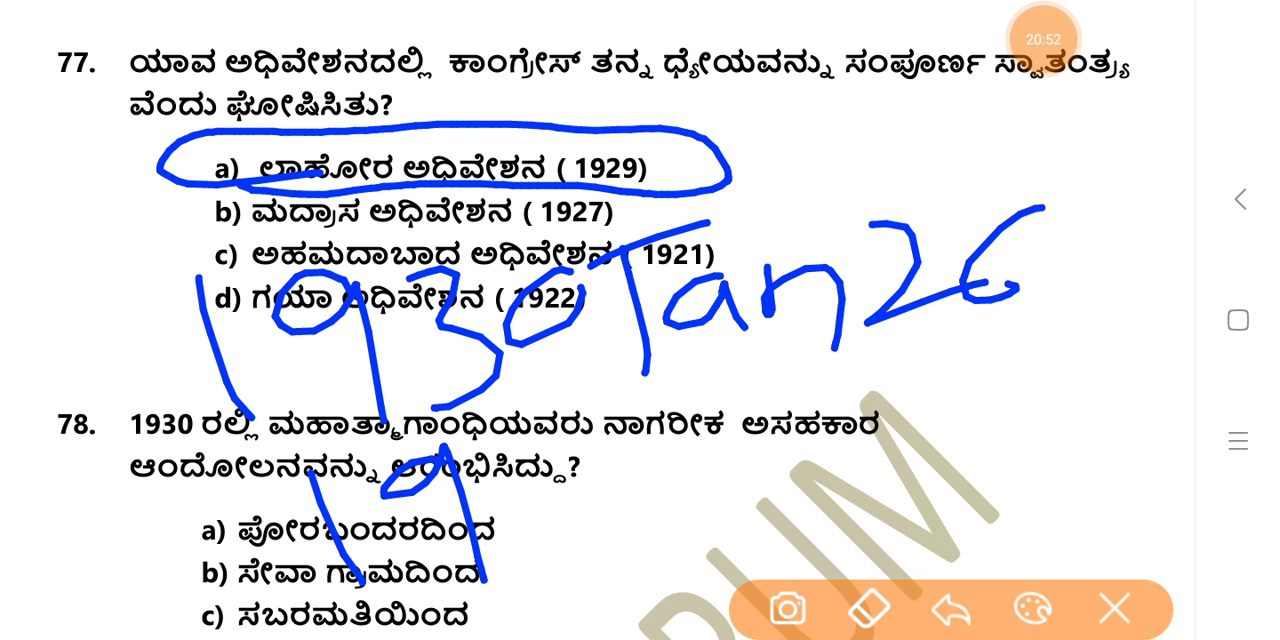 20:52
77. ಯಾವ ಅಧಿವೇಶನದಲ್ಲಿ ಕಾಂಗ್ರೇಸ್ ತನ್ನ ಧ್ಯೇಯವನ್ನು ಸಂಪೂರ್ಣ ಸ್ವಾತಂತ್ರ್ಯ
ವೆಂದು ಘೋಷಿಸಿತು?
a) ಲಾಹೋರ ಅಧಿವೇಶನ ( 1929)
b) ಮದ್ರಾಸ ಅಧಿವೇಶನ ( 1927)
c) ಅಹಮದಾಬಾದ ಅಧಿವೇಶನ ( 1921)
d) ಗಯಾ ಅಧಿವೇಶನ ( 1922)
1930 Jan 26
78. 1930 ರಲ್ಲಿ ಮಹಾತ್ಮಾಗಾಂಧಿಯವರು ನಾಗರೀಕ ಅಸಹಕಾರ
ಆಂದೋಲನವನ್ನು ಆರಂಭಿಸಿದ್ದು?
19
a) ಪೋರಬಂದರದಿಂದ
b) ಸೇವಾ ಗ್ರಾಮದಿಂದ
c) ಸಬರಮತಿಯಿಂದ